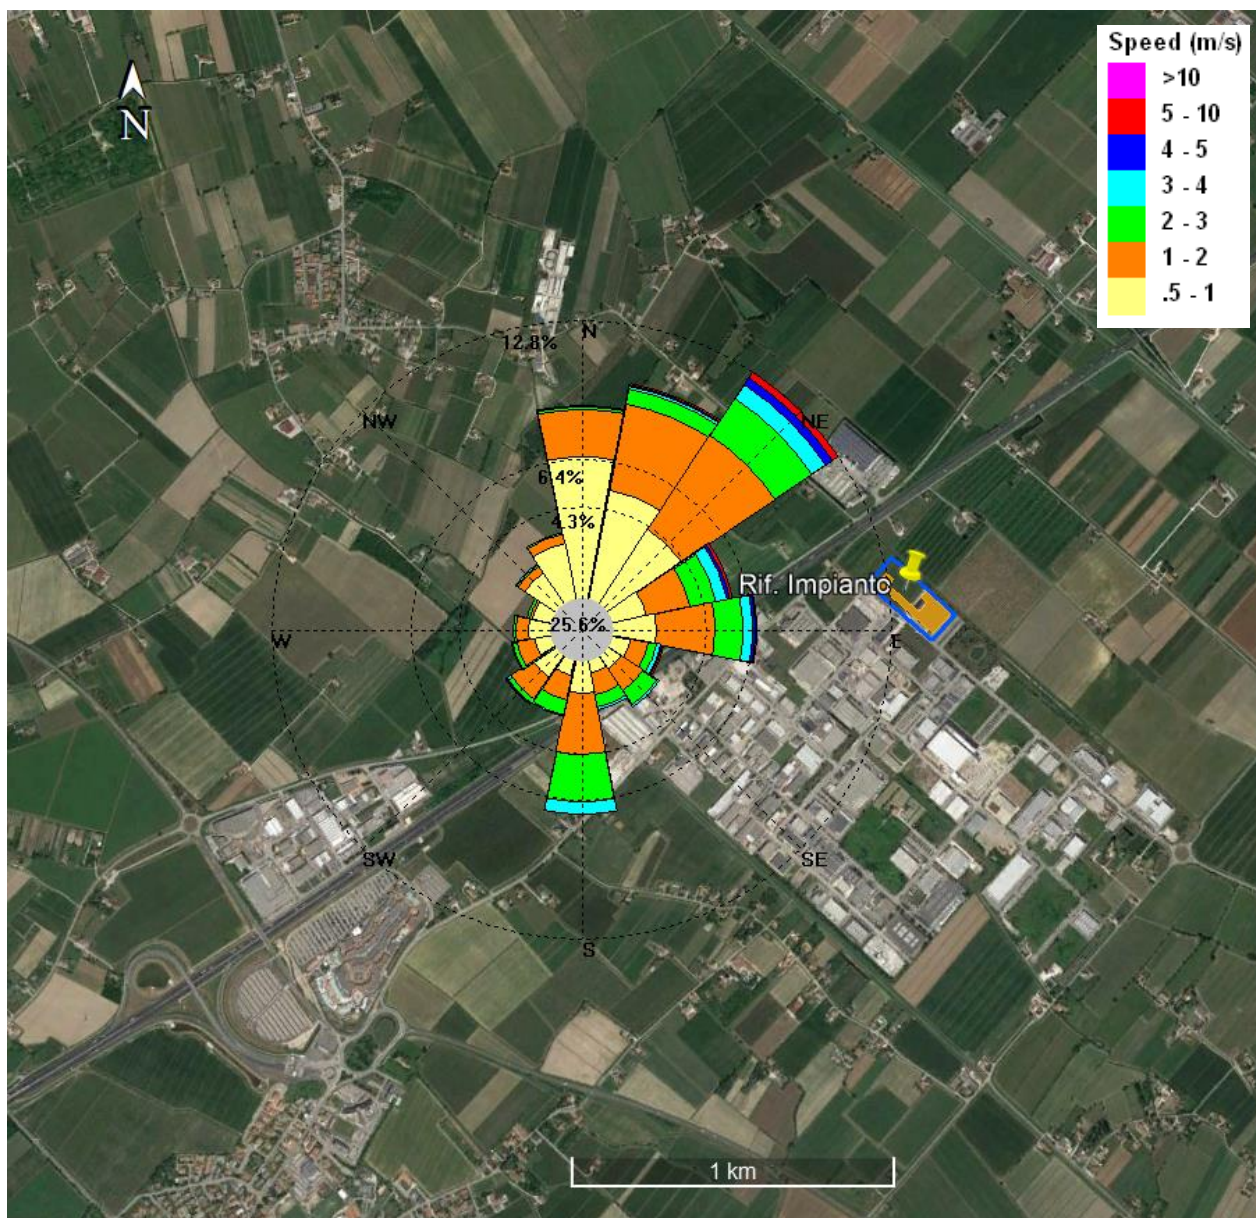 Speed (m/s)
>10
5 - 10
4 - 5
3 - 4
2 - 3
1 - 2
.5 - 1
N
N
12.8%
NW
NE
6.4%
4.3%
Rif. Impianto
25.6%
W
E
SW
SE
S
1 km